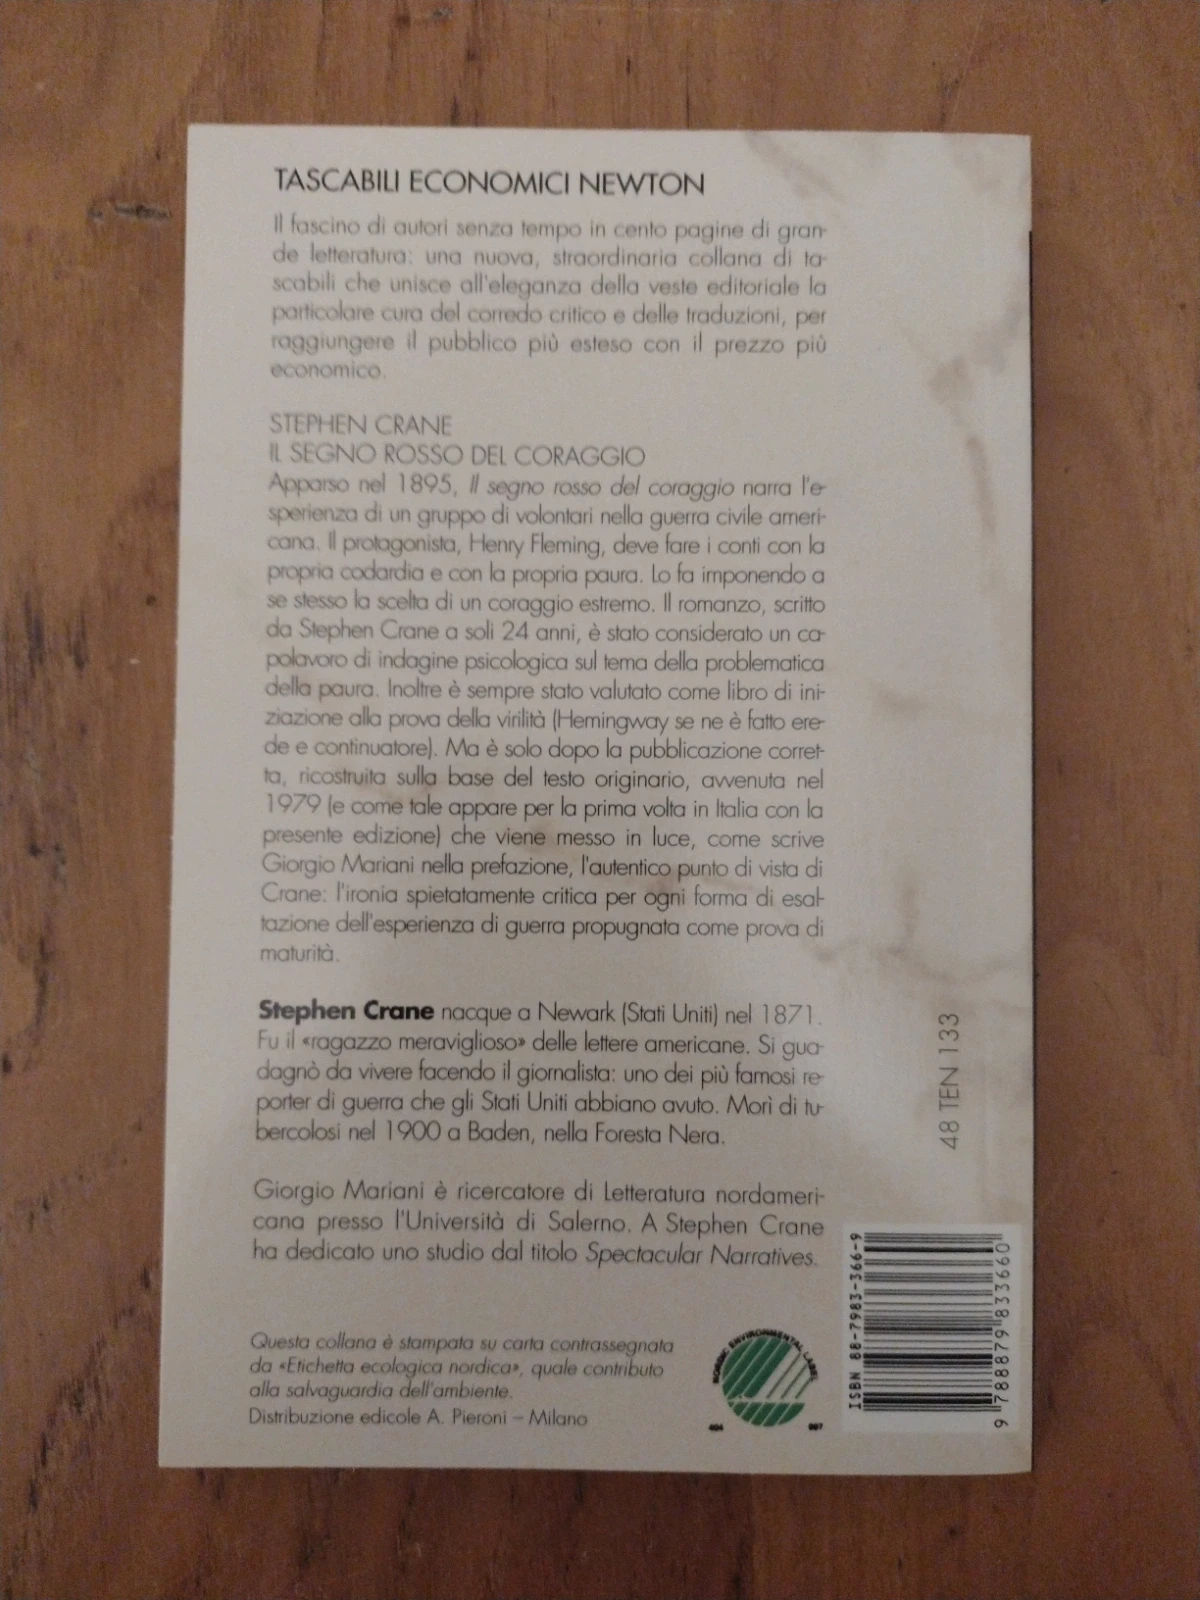 TASCABILI ECONOMICI NEWTON
Il fascino di autori senza tempo in cento pagine di gran-
de letteratura: una nuova, straordinaria collana di ta-
scabili che unisce all'eleganza della veste editoriale la
particolare cura del corredo critico e delle traduzioni, per
raggiungere il pubblico più esteso con il prezzo più
economico.
STEPHEN CRANE
IL SEGNO ROSSO DEL CORAGGIO
Apparso nel 1895, Il segno rosso del coraggio narra l'e-
sperienza di un gruppo di volontari nella guerra civile ameri-
cana. Il protagonista, Henry Fleming, deve fare i conti con la
propria codardia e con la propria paura. Lo fa imponendo a
se stesso la scelta di un coraggio estremo. Il romanzo, scritto
da Stephen Crane a soli 24 anni, è stato considerato un ca-
polavoro di indagine psicologica sul tema della problematica
della paura. Inoltre è sempre stato valutato come libro di ini-
ziazione alla prova della virilità (Hemingway se ne è fatto ere-
de e continuatore). Ma è solo dopo la pubblicazione corret-
ta, ricostruita sulla base del testo originario, avvenuta nel
1979 (e come tale appare per la prima volta in Italia con la
presente edizione) che viene messo in luce, come scrive
Giorgio Mariani nella prefazione, l'autentico punto di vista di
Crane: l'ironia spietatamente critica per ogni forma di esal-
tazione dell'esperienza di guerra propugnata come prova di
maturità.
Stephen Crane nacque a Newark (Stati Uniti) nel 1871.
Fu il «ragazzo meraviglioso» delle lettere americane. Si gua-
dagnò da vivere facendo il giornalista: uno dei più famosi re-
porter di guerra che gli Stati Uniti abbiano avuto. Morì di tu-
bercolosi nel 1900 a Baden, nella Foresta Nera.
Giorgio Mariani è ricercatore di Letteratura nordameri-
cana presso l'Università di Salerno. A Stephen Crane
ha dedicato uno studio dal titolo Spectacular Narratives.
Questa collana è stampata su carta contrassegnata
da «Etichetta ecologica nordica», quale contributo
alla salvaguardia dell'ambiente.
Distribuzione edicole A. Pieroni – Milano
NORDIC ENVIRONMENTAL LABEL
48 TEN 133
ISBN 88-7983-366-9
9 788879 833660